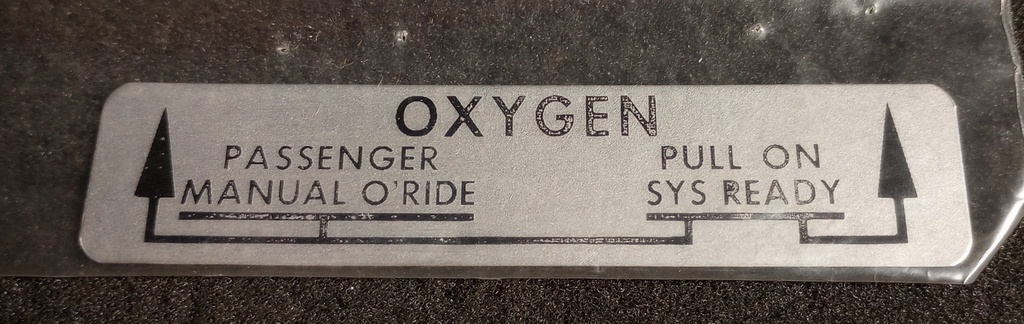 OXYGEN
PASSENGER
MANUAL O'RIDE
PULL ON
SYS READY